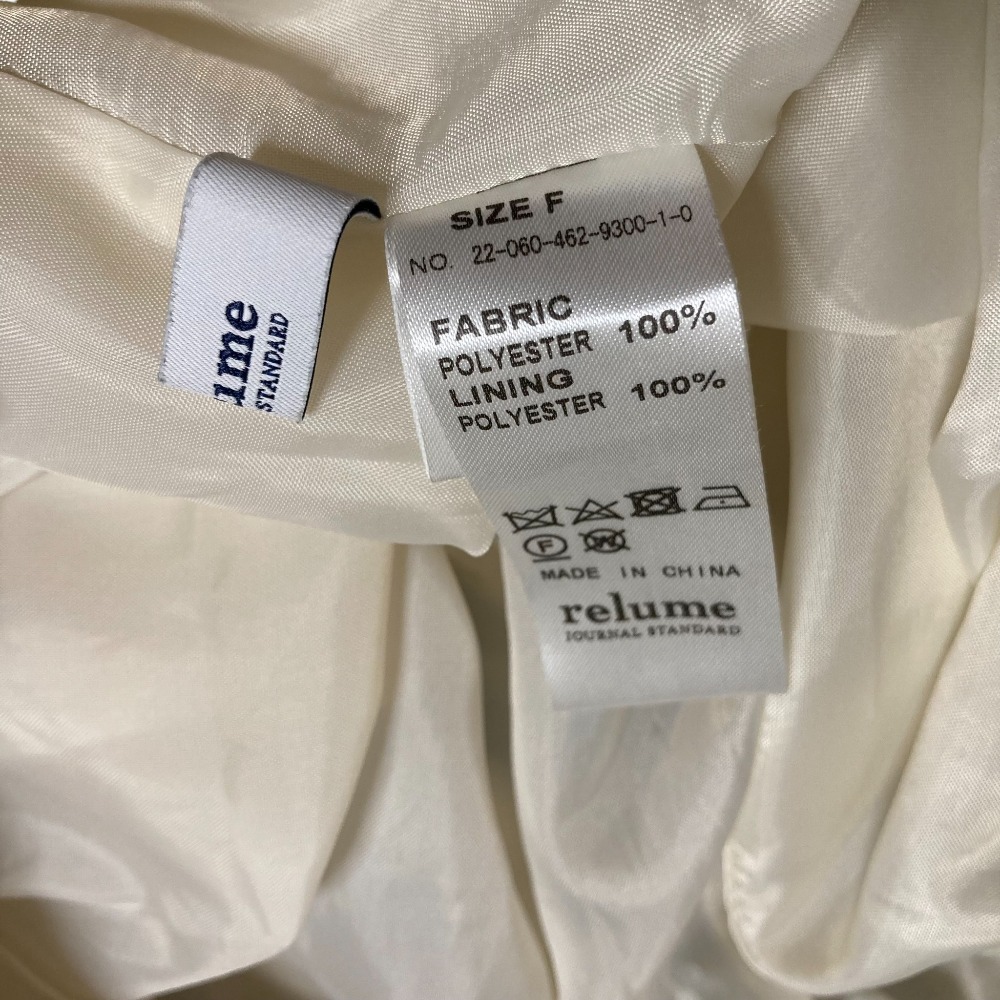 ume
STANDARD
SIZE F
NO. 22-060-462-9300-1-0
FABRIC
POLYESTER 100%
LINING
POLYESTER 100%
F
W
MADE IN CHINA
relume
JOURNAL STANDARD